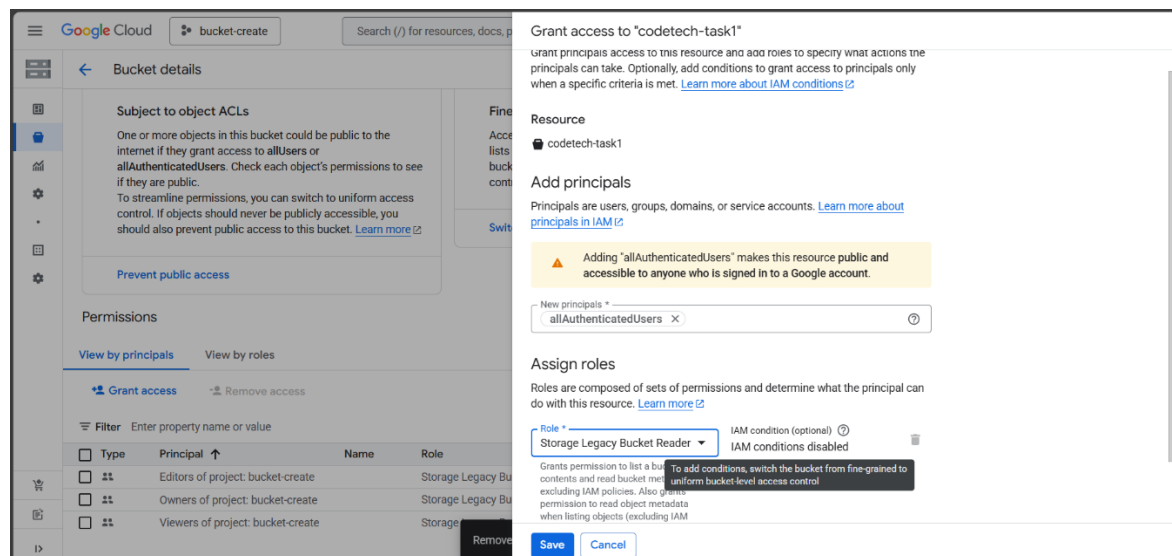 Google Cloud
bucket-create
Search (/) for resources, docs, p
Bucket details
Subject to object ACLs
One or more objects in this bucket could be public to the
internet if they grant access to allUsers or
allAuthenticatedUsers. Check each object's permissions to see
if they are public.
To streamline permissions, you can switch to uniform access
control. If objects should never be publicly accessible, you
should also prevent public access to this bucket. Learn more
Prevent public access
Fine
Acce
lists
buck
cont
Swit
Permissions
View by principals
View by roles
Grant access
Remove access
Filter Enter property name or value
Type Principal Name Role
Editors of project: bucket-create Storage Legacy Bu
Owners of project: bucket-create Storage Legacy Bu
Viewers of project: bucket-create Storage
Remove
Grant access to "codetech-task1"
Grant principals access to this resource and add roles to specify what actions the
principals can take. Optionally, add conditions to grant access to principals only
when a specific criteria is met. Learn more about IAM conditions
Resource
codetech-task1
Add principals
Principals are users, groups, domains, or service accounts. Learn more about
principals in IAM
Adding "allAuthenticatedUsers" makes this resource public and
accessible to anyone who is signed in to a Google account.
New principals *
allAuthenticatedUsers
Assign roles
Roles are composed of sets of permissions and determine what the principal can
do with this resource. Learn more
Role *
Storage Legacy Bucket Reader
IAM condition (optional)
IAM conditions disabled
Grants permission to list a bu
contents and read bucket met
excluding IAM policies. Also grants
permission to read object metadata
when listing objects (excluding IAM
To add conditions, switch the bucket from fine-grained to
uniform bucket-level access control
Save
Cancel